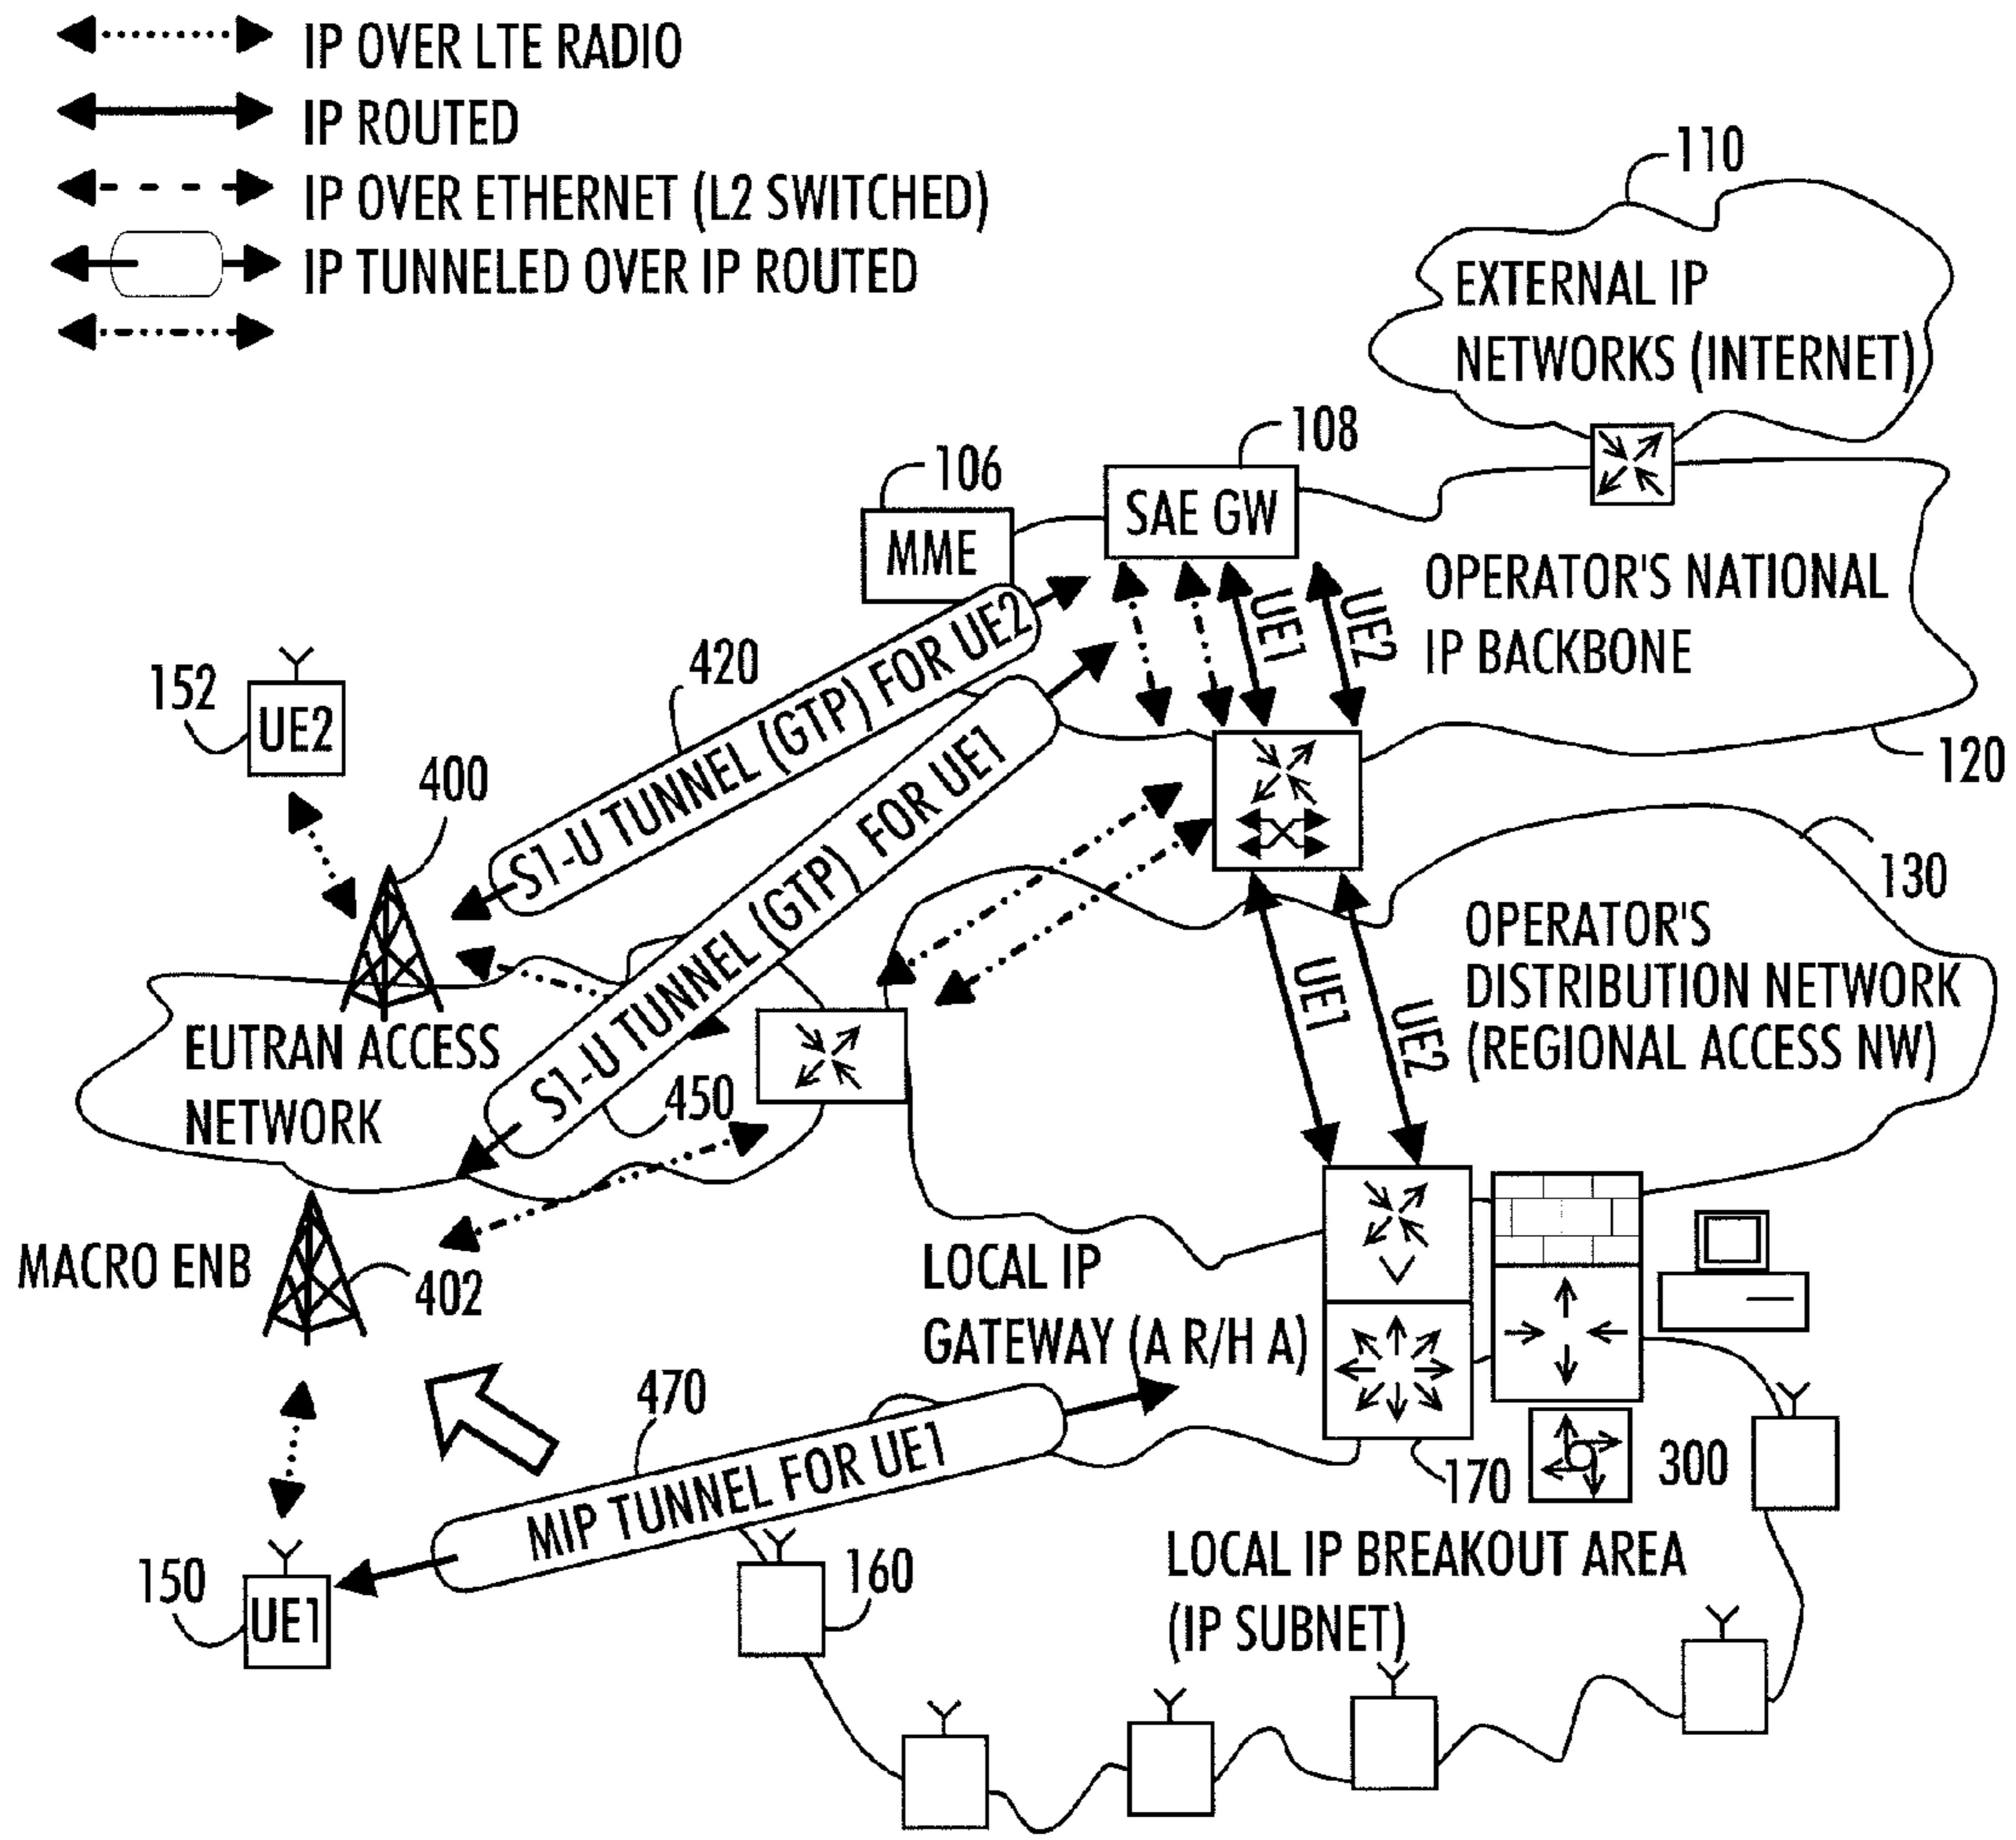 IP OVER LTE RADIO
IP ROUTED
IP OVER ETHERNET (L2 SWITCHED)
IP TUNNELED OVER IP ROUTED
110
EXTERNAL IP
NETWORKS (INTERNET)
108
106
SAE GW
MME
OPERATOR'S NATIONAL
IP BACKBONE
UE1
UE2
120
152
UE2
420
S1-U TUNNEL (GTP) FOR UE2
400
S1-U TUNNEL (GTP) FOR UE1
130
OPERATOR'S
DISTRIBUTION NETWORK
(REGIONAL ACCESS NW)
UE1
UE2
EUTRAN ACCESS
NETWORK
450
MACRO ENB
402
LOCAL IP
GATEWAY (A R/H A)
470
MIP TUNNEL FOR UE1
170
300
150
UE1
160
LOCAL IP BREAKOUT AREA
(IP SUBNET)